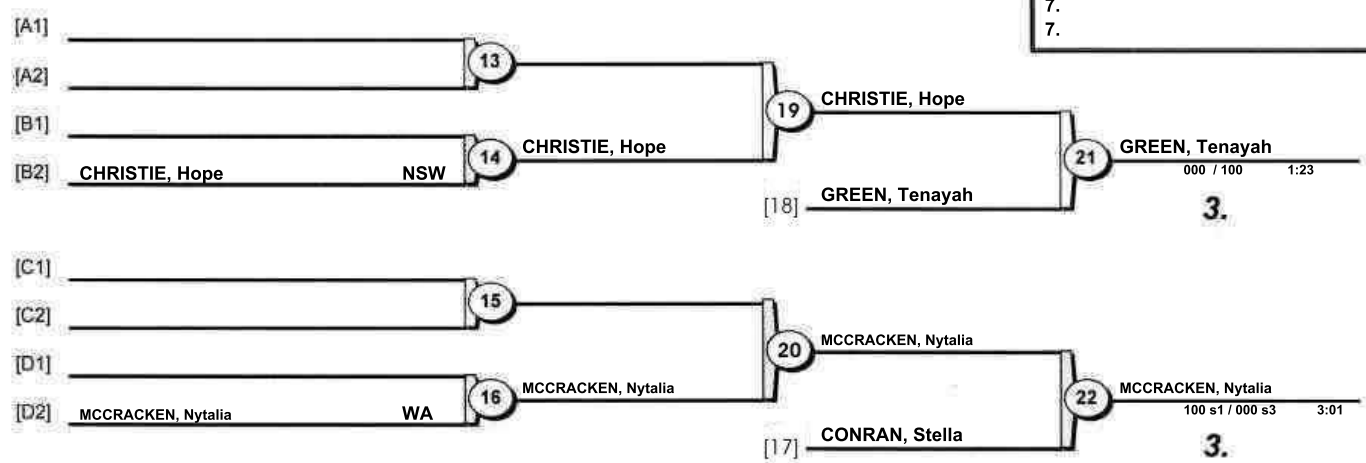 7.
7.
[A1]
13
[A2]
19 CHRISTIE, Hope
[B1]
14 CHRISTIE, Hope
21 GREEN, Tenayah
[B2] CHRISTIE, Hope NSW
000 / 100 1:23
[18] GREEN, Tenayah
3.
[C1]
15
[C2]
20 MCCRACKEN, Nytalia
[D1]
16 MCCRACKEN, Nytalia
22 MCCRACKEN, Nytalia
[D2] MCCRACKEN, Nytalia WA
100 s1 / 000 s3 3:01
[17] CONRAN, Stella
3.